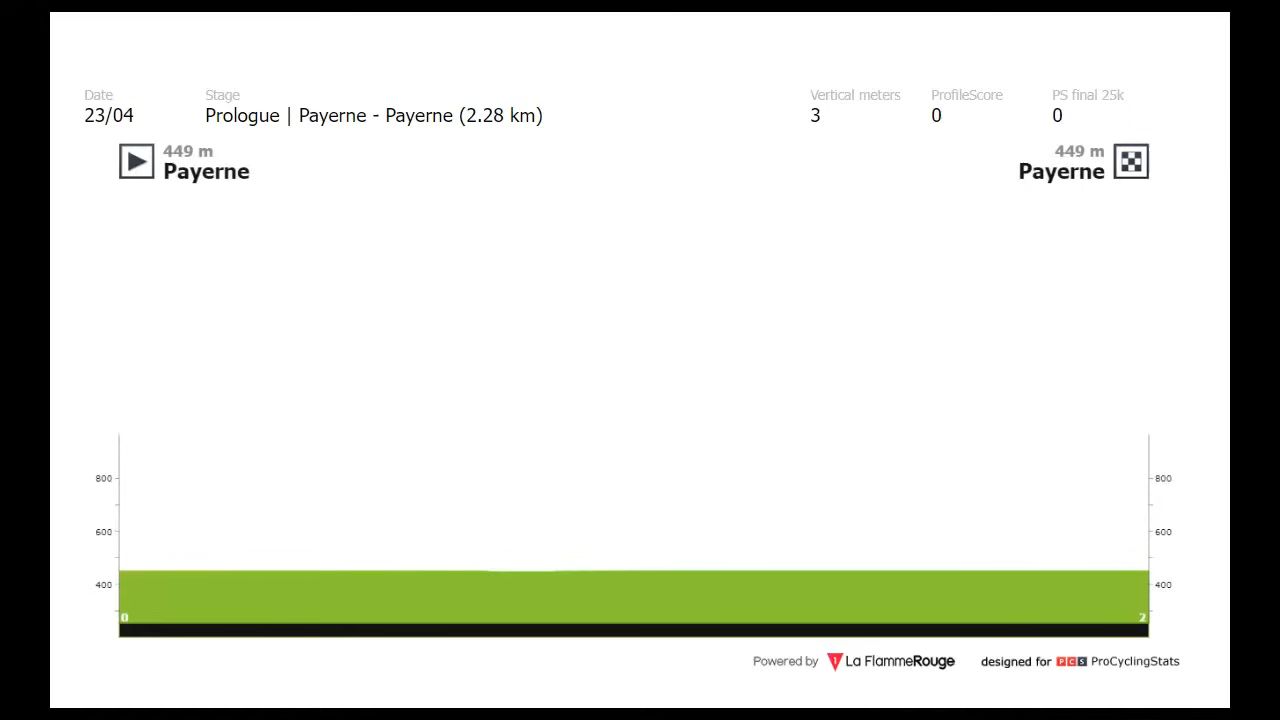 Date Stage Vertical meters ProfileScore PS final 25k
23/04 Prologue | Payerne - Payerne (2.28 km) 3 0 0
449 m 449 m
Payerne Payerne
800 800
600 600
400 400
0 2
Powered by 1 La FlammeRouge designed for PCS ProCyclingStats